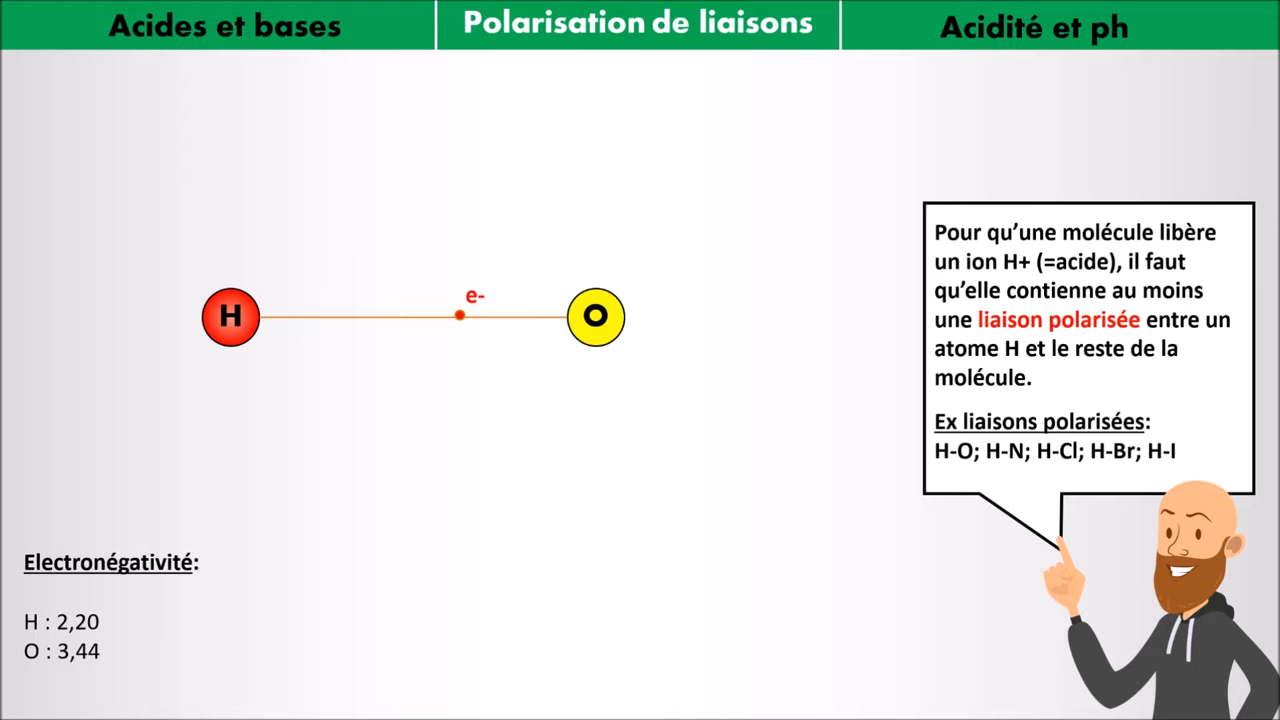 Acides et bases
Polarisation de liaisons
Acidité et ph
H
e-
O
Pour qu’une molécule libère
un ion H+ (=acide), il faut
qu’elle contienne au moins
une liaison polarisée entre un
atome H et le reste de la
molécule.
Ex liaisons polarisées:
H-O; H-N; H-Cl; H-Br; H-I
Electronégativité:
H : 2,20
O : 3,44